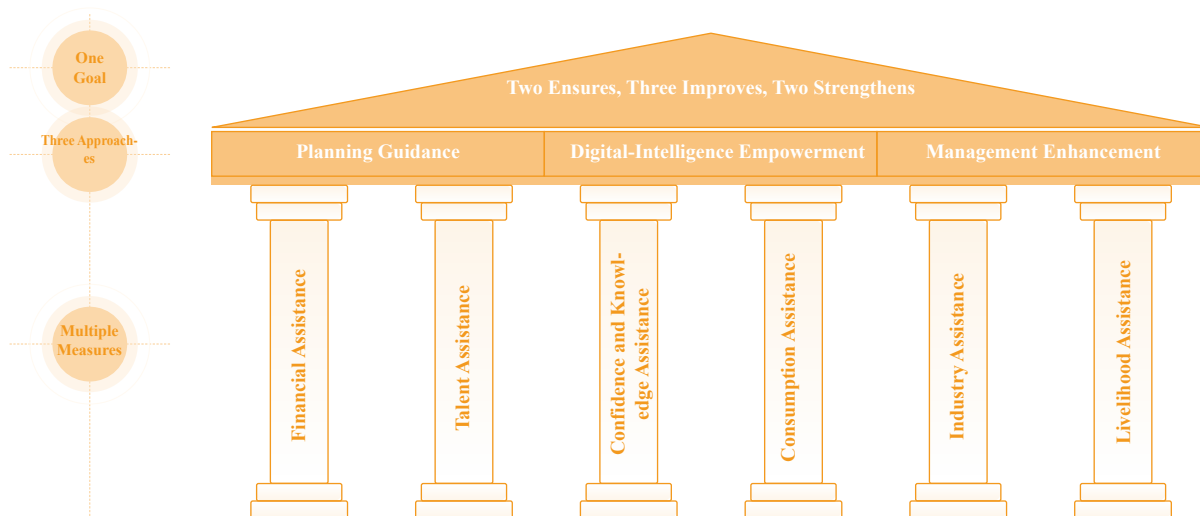 One
Goal
Two Ensures, Three Improves, Two Strengthens
Three Approach-
es
Planning Guidance
Digital-Intelligence Empowerment
Management Enhancement
Multiple
Measures
Financial Assistance
Talent Assistance
Confidence and Knowl-
edge Assistance
Consumption Assistance
Industry Assistance
Livelihood Assistance